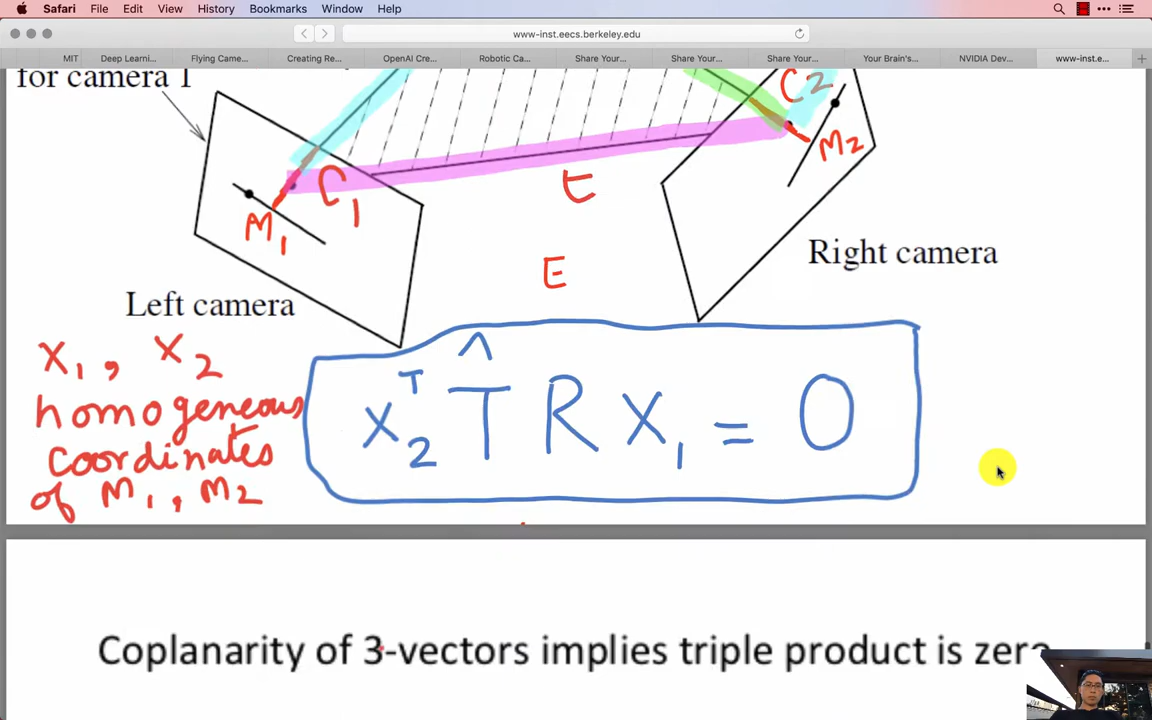 Safari File Edit View History Bookmarks Window Help
www-inst.eecs.berkeley.edu
MIT Deep Learni... Flying Came... Creating Re... OpenAI Cre... Robotic Ca... Share Your... Share Your... Share Your... Your Brain's... NVIDIA Dev... www-inst.e...
for camera 1
C2
M2
C1
M1
t
E
Right camera
Left camera
x1, x2
homogeneous
coordinates
of M1, M2
x2^T T̂ R x1 = 0
Coplanarity of 3-vectors implies triple product is zero